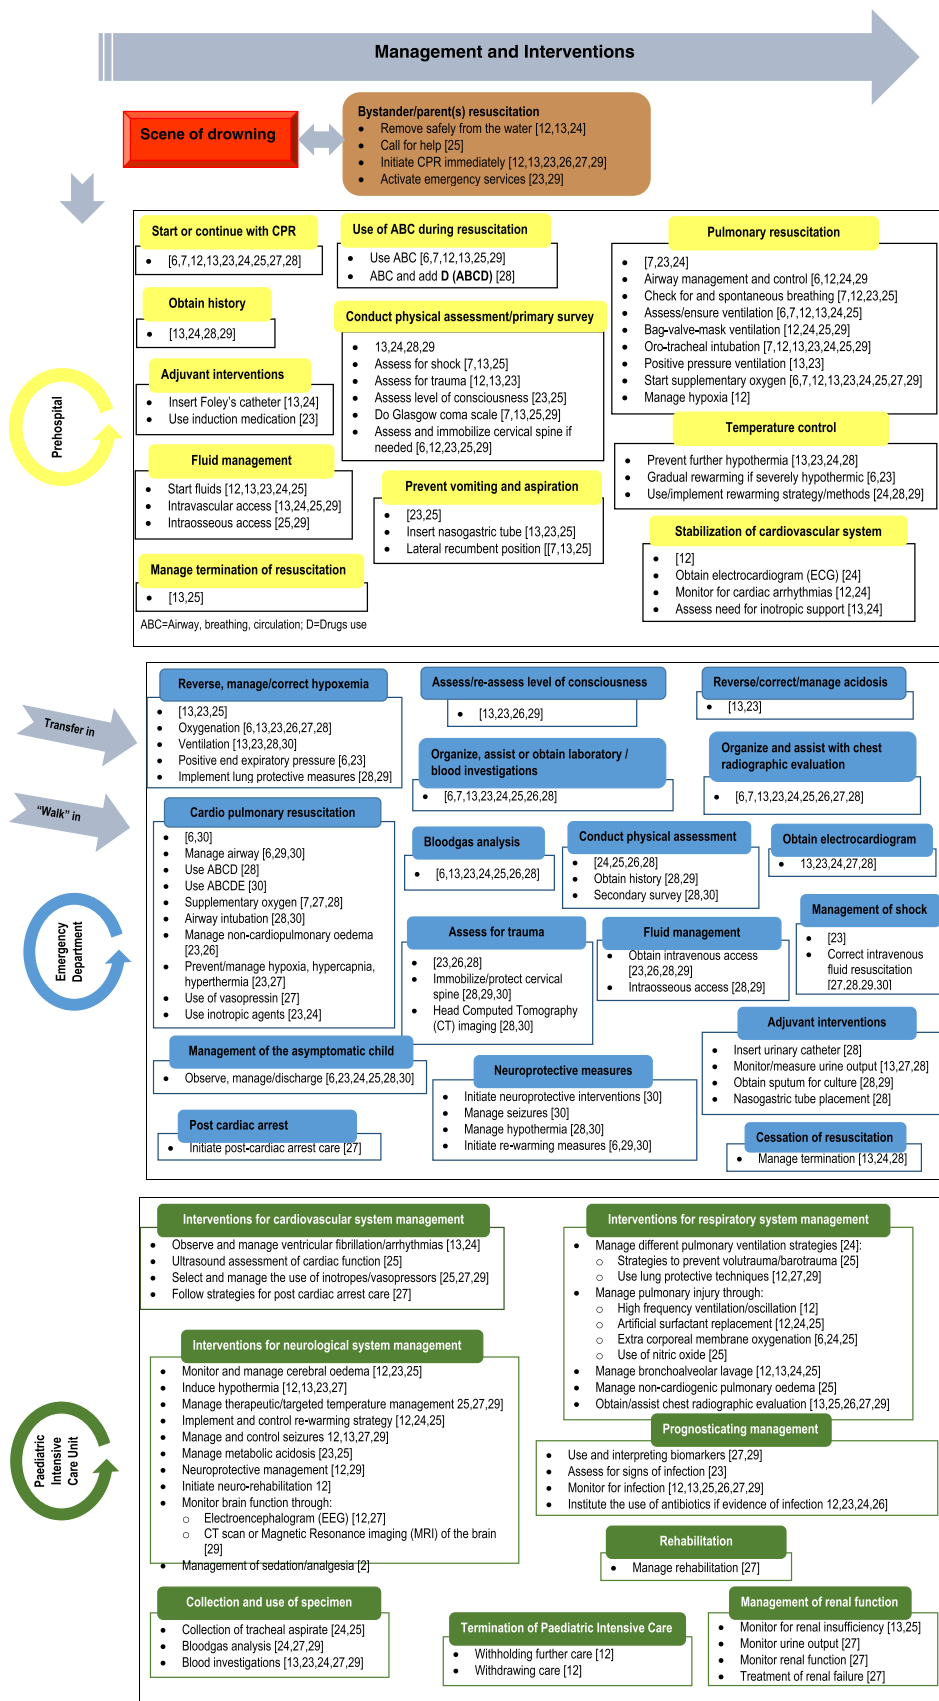 Management and Interventions
Scene of drowning
Bystander/parent(s) resuscitation
• Remove safely from the water [12,13,24]
• Call for help [25]
• Initiate CPR immediately [12,13,23,26,27,29]
• Activate emergency services [23,29]
Prehospital
Start or continue with CPR
• [6,7,12,13,23,24,25,27,28]
Obtain history
• [13,24,28,29]
Adjuvant interventions
• Insert Foley's catheter [13,24]
• Use induction medication [23]
Fluid management
• Start fluids [12,13,23,24,25]
• Intravascular access [13,24,25,29]
• Intraosseous access [25,29]
Manage termination of resuscitation
• [13,25]
Use of ABC during resuscitation
• Use ABC [6,7,12,13,25,29]
• ABC and add D (ABCD) [28]
Conduct physical assessment/primary survey
• 13,24,28,29
• Assess for shock [7,13,25]
• Assess for trauma [12,13,23]
• Assess level of consciousness [23,25]
• Do Glasgow coma scale [7,13,25,29]
• Assess and immobilize cervical spine if
needed [6,12,23,25,29]
Prevent vomiting and aspiration
• [23,25]
• Insert nasogastric tube [13,23,25]
• Lateral recumbent position [[7,13,25]
Pulmonary resuscitation
• [7,23,24]
• Airway management and control [6,12,24,29
• Check for and spontaneous breathing [7,12,23,25]
• Assess/ensure ventilation [6,7,12,13,24,25]
• Bag-valve-mask ventilation [12,24,25,29]
• Oro-tracheal intubation [7,12,13,23,24,25,29]
• Positive pressure ventilation [13,23]
• Start supplementary oxygen [6,7,12,13,23,24,25,27,29]
• Manage hypoxia [12]
Temperature control
• Prevent further hypothermia [13,23,24,28]
• Gradual rewarming if severely hypothermic [6,23]
• Use/implement rewarming strategy/methods [24,28,29]
Stabilization of cardiovascular system
• [12]
• Obtain electrocardiogram (ECG) [24]
• Monitor for cardiac arrhythmias [12,24]
• Assess need for inotropic support [13,24]
ABC=Airway, breathing, circulation; D=Drugs use
Transfer in
"Walk" in
Emergency
Department
Reverse, manage/correct hypoxemia
• [13,23,25]
• Oxygenation [6,13,23,26,27,28]
• Ventilation [13,23,28,30]
• Positive end expiratory pressure [6,23]
• Implement lung protective measures [28,29]
Assess/re-assess level of consciousness
• [13,23,26,29]
Reverse/correct/manage acidosis
• [13,23]
Organize, assist or obtain laboratory /
blood investigations
• [6,7,13,23,24,25,26,28]
Organize and assist with chest
radiographic evaluation
• [6,7,13,23,24,25,26,27,28]
Cardio pulmonary resuscitation
• [6,30]
• Manage airway [6,29,30]
• Use ABCD [28]
• Use ABCDE [30]
• Supplementary oxygen [7,27,28]
• Airway intubation [28,30]
• Manage non-cardiopulmonary oedema
[23,26]
• Prevent/manage hypoxia, hypercapnia,
hyperthermia [23,27]
• Use of vasopressin [27]
• Use inotropic agents [23,24]
Bloodgas analysis
• [6,13,23,24,25,26,28]
Conduct physical assessment
• [24,25,26,28]
• Obtain history [28,29]
• Secondary survey [28,30]
Obtain electrocardiogram
• 13,23,24,27,28]
Assess for trauma
• [23,26,28]
• Immobilize/protect cervical
spine [28,29,30]
• Head Computed Tomography
(CT) imaging [28,30]
Fluid management
• Obtain intravenous access
[23,26,28,29]
• Intraosseous access [28,29]
Management of shock
• [23]
• Correct intravenous
fluid resuscitation
[27,28,29,30]
Management of the asymptomatic child
• Observe, manage/discharge [6,23,24,25,28,30]
Neuroprotective measures
• Initiate neuroprotective interventions [30]
• Manage seizures [30]
• Manage hypothermia [28,30]
• Initiate re-warming measures [6,29,30]
Adjuvant interventions
• Insert urinary catheter [28]
• Monitor/measure urine output [13,27,28]
• Obtain sputum for culture [28,29]
• Nasogastric tube placement [28]
Post cardiac arrest
• Initiate post-cardiac arrest care [27]
Cessation of resuscitation
• Manage termination [13,24,28]
Paediatric
Intensive
Care Unit
Interventions for cardiovascular system management
• Observe and manage ventricular fibrillation/arrhythmias [13,24]
• Ultrasound assessment of cardiac function [25]
• Select and manage the use of inotropes/vasopressors [25,27,29]
• Follow strategies for post cardiac arrest care [27]
Interventions for neurological system management
• Monitor and manage cerebral oedema [12,23,25]
• Induce hypothermia [12,13,23,27]
• Manage therapeutic/targeted temperature management 25,27,29]
• Implement and control re-warming strategy [12,24,25]
• Manage and control seizures 12,13,27,29]
• Manage metabolic acidosis [23,25]
• Neuroprotective management [12,29]
• Initiate neuro-rehabilitation 12]
• Monitor brain function through:
o Electroencephalogram (EEG) [12,27]
o CT scan or Magnetic Resonance imaging (MRI) of the brain
[29]
• Management of sedation/analgesia [2]
Interventions for respiratory system management
• Manage different pulmonary ventilation strategies [24]:
o Strategies to prevent volutrauma/barotrauma [25]
o Use lung protective techniques [12,27,29]
• Manage pulmonary injury through:
o High frequency ventilation/oscillation [12]
o Artificial surfactant replacement [12,24,25]
o Extra corporeal membrane oxygenation [6,24,25]
o Use of nitric oxide [25]
• Manage bronchoalveolar lavage [12,13,24,25]
• Manage non-cardiogenic pulmonary oedema [25]
• Obtain/assist chest radiographic evaluation [13,25,26,27,29]
Prognosticating management
• Use and interpreting biomarkers [27,29]
• Assess for signs of infection [23]
• Monitor for infection [12,13,25,26,27,29]
• Institute the use of antibiotics if evidence of infection 12,23,24,26]
Rehabilitation
• Manage rehabilitation [27]
Collection and use of specimen
• Collection of tracheal aspirate [24,25]
• Bloodgas analysis [24,27,29]
• Blood investigations [13,23,24,27,29]
Termination of Paediatric Intensive Care
• Withholding further care [12]
• Withdrawing care [12]
Management of renal function
• Monitor for renal insufficiency [13,25]
• Monitor urine output [27]
• Monitor renal function [27]
• Treatment of renal failure [27]